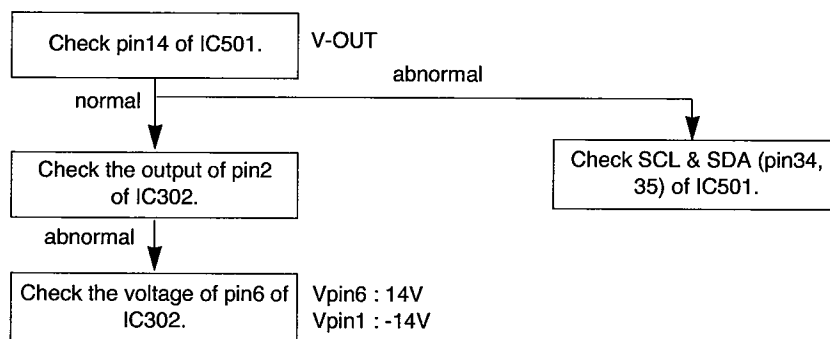 Check pin14 of IC501.
V-OUT
abnormal
normal
Check the output of pin2
of IC302.
Check SCL & SDA (pin34,
35) of IC501.
abnormal
Check the voltage of pin6 of
IC302.
Vpin6 : 14V
Vpin1 : -14V